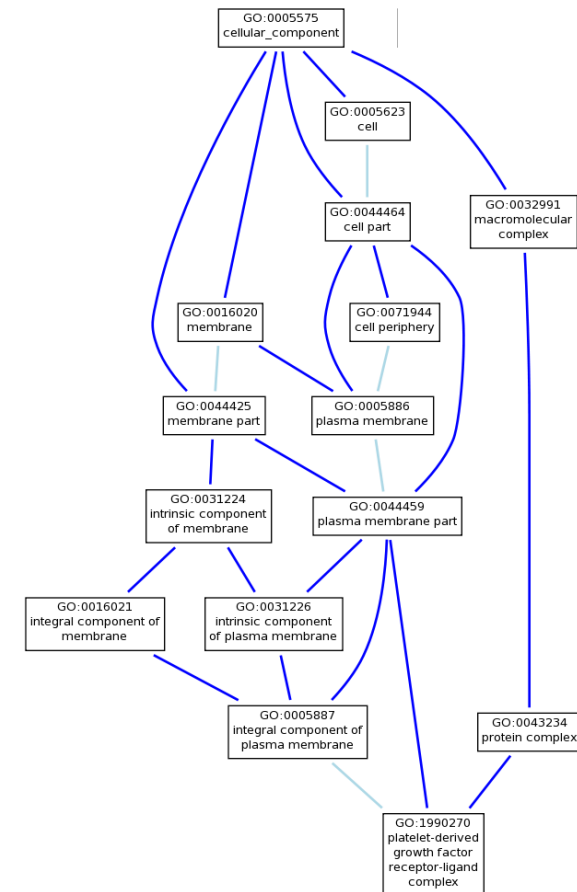 GO:0005575
cellular_component
GO:0005623
cell
GO:0044464
cell part
GO:0032991
macromolecular
complex
GO:0016020
membrane
GO:0071944
cell periphery
GO:0044425
membrane part
GO:0005886
plasma membrane
GO:0031224
intrinsic component
of membrane
GO:0044459
plasma membrane part
GO:0016021
integral component of
membrane
GO:0031226
intrinsic component
of plasma membrane
GO:0005887
integral component of
plasma membrane
GO:0043234
protein complex
GO:1990270
platelet-derived
growth factor
receptor-ligand
complex